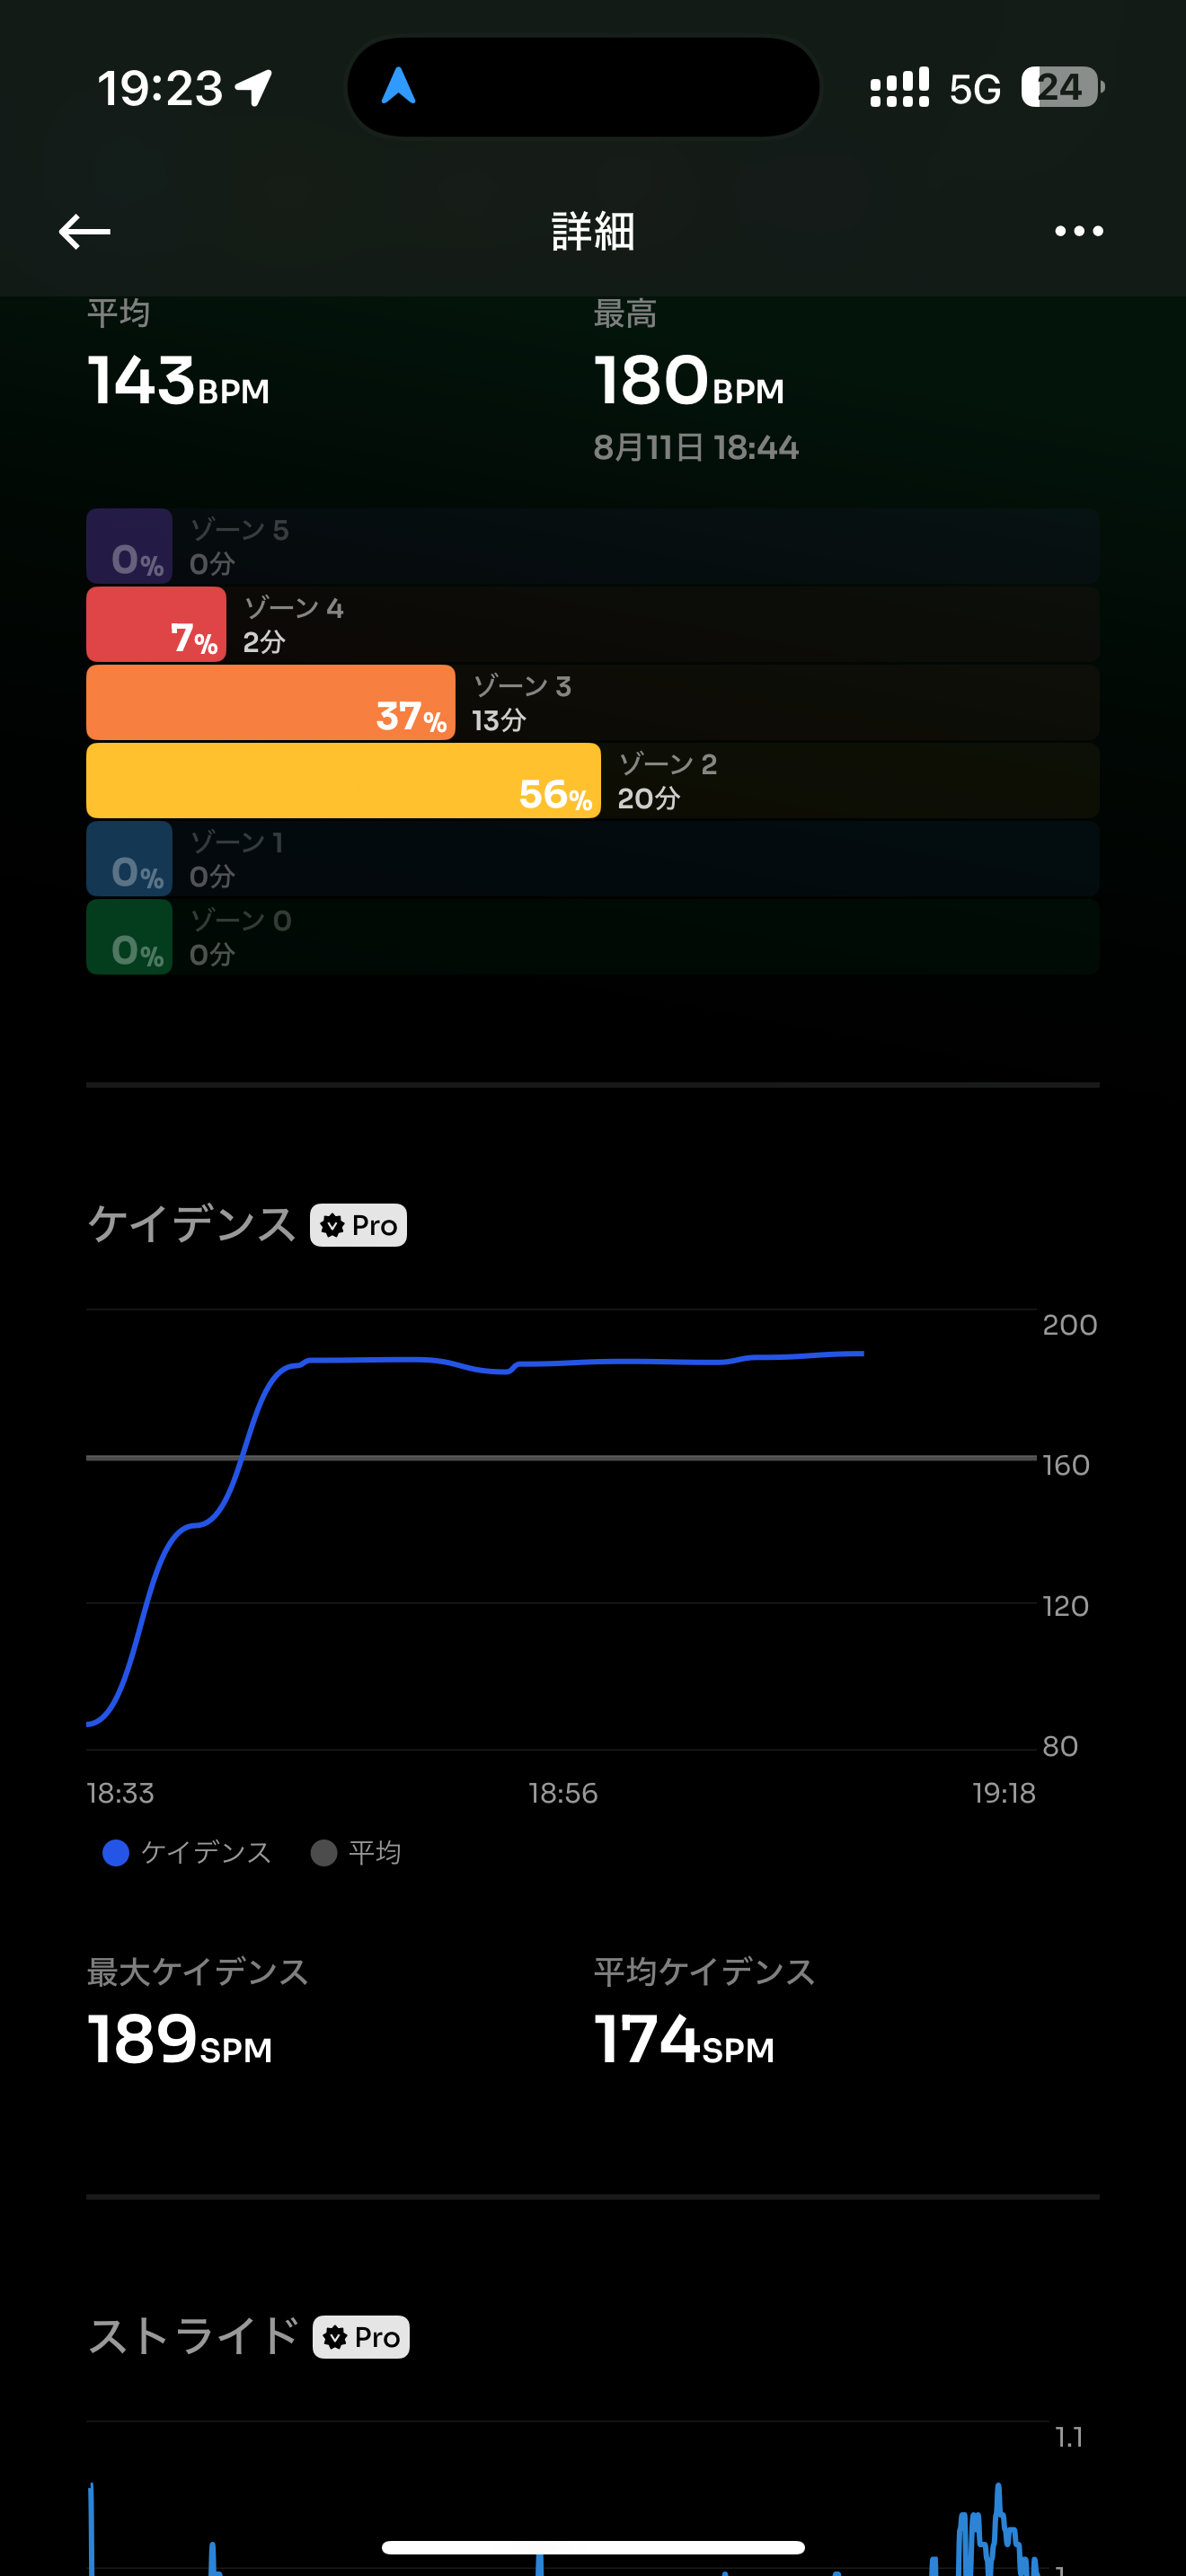 19:23 5G 24
詳細
平均 最高
143BPM 180BPM
8月11日 18:44
ゾーン 5
0% 0分
ゾーン 4
7% 2分
ゾーン 3
37% 13分
ゾーン 2
56% 20分
ゾーン 1
0% 0分
ゾーン 0
0% 0分
ケイデンス Pro
200
160
120
80
18:33 18:56 19:18
ケイデンス 平均
最大ケイデンス 平均ケイデンス
189SPM 174SPM
ストライド Pro
1.1